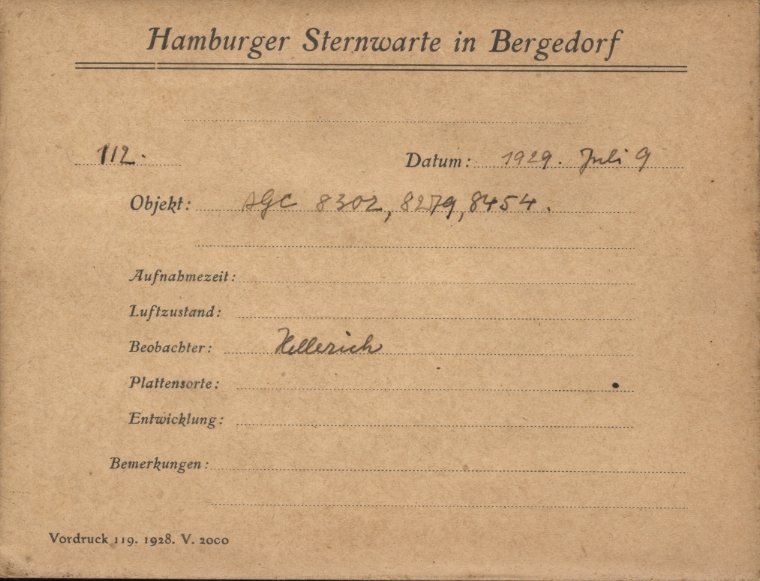 Hamburger Sternwarte in Bergedorf
112. Datum: 1929. Juli 9
Objekt: AGC 8302, 8279, 8454.
Aufnahmezeit:
Luftzustand:
Beobachter: Hellerich
Plattensorte:
Entwicklung:
Bemerkungen:
Vordruck 119. 1928. V. 2000